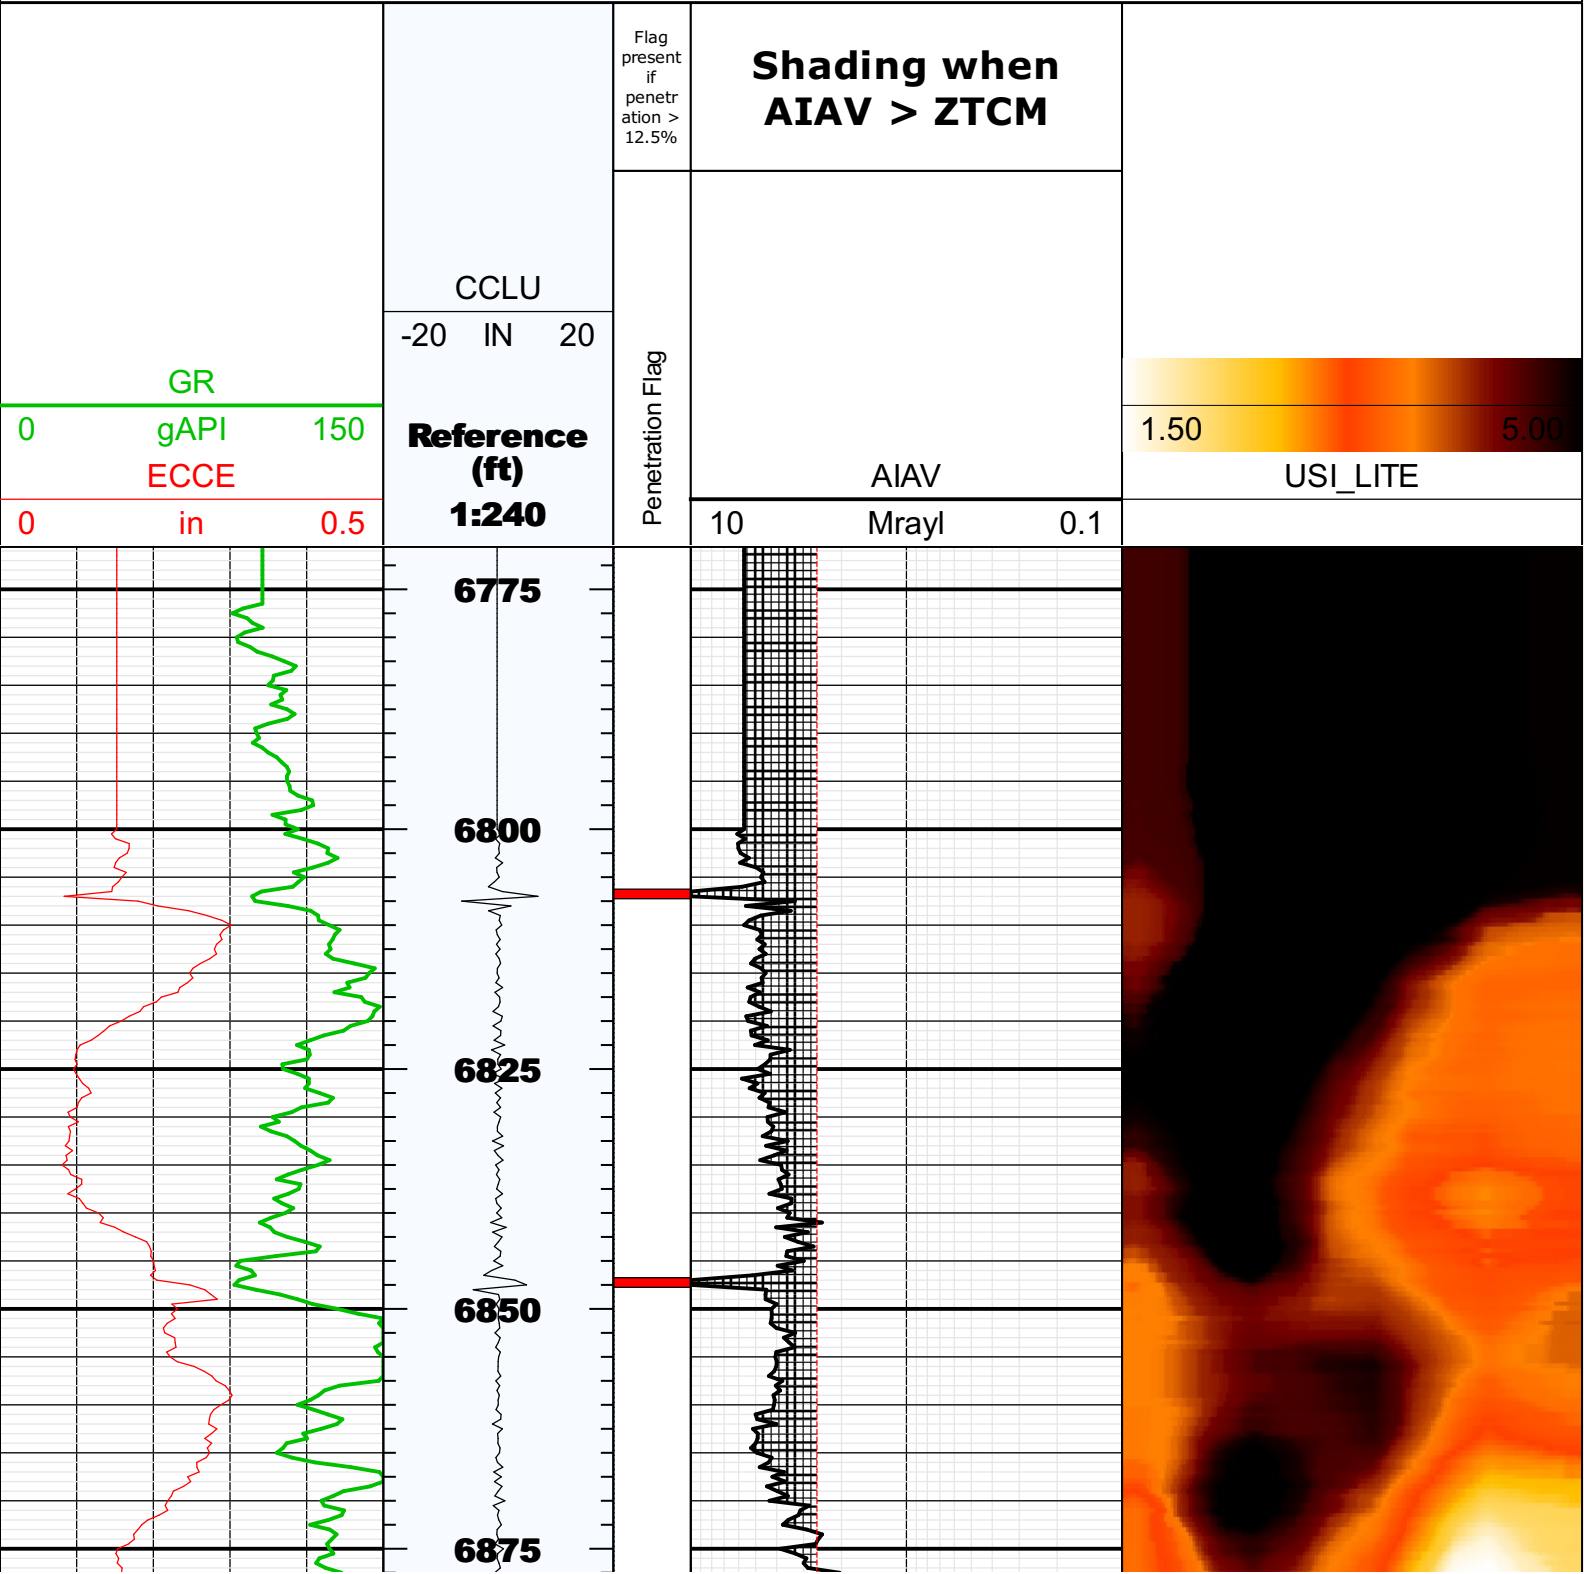 Flag
present
if
penetr
ation >
12.5%
Shading when
AIAV > ZTCM
CCLU
-20 IN 20
GR
0 gAPI 150
ECCE
0 in 0.5
Reference
(ft)
1:240
Penetration Flag
AIAV
10 Mrayl 0.1
1.50 5.00
USI_LITE
6775
6800
6825
6850
6875